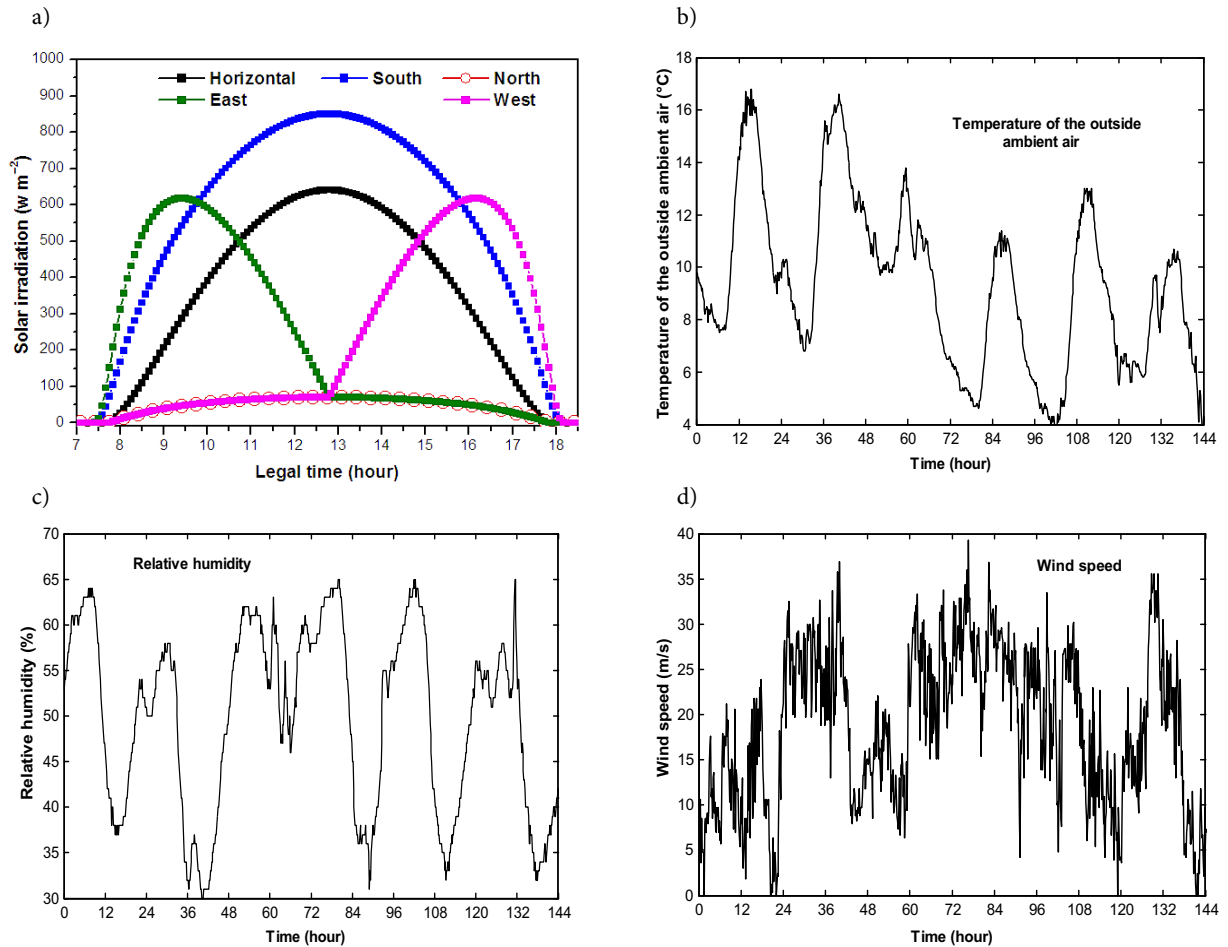 a)
1000
900
800
700
600
500
400
300
200
100
0
Solar irradiation (w m⁻²)
Horizontal South North
East West
7 8 9 10 11 12 13 14 15 16 17 18
Legal time (hour)
b)
18
16
14
12
10
8
6
4
Temperature of the outside ambient air (°C)
Temperature of the outside
ambient air
0 12 24 36 48 60 72 84 96 108 120 132 144
Time (hour)
c)
70
65
60
55
50
45
40
35
30
Relative humidity (%)
Relative humidity
0 12 24 36 48 60 72 84 96 108 120 132 144
Time (hour)
d)
40
35
30
25
20
15
10
5
0
Wind speed (m/s)
Wind speed
0 12 24 36 48 60 72 84 96 108 120 132 144
Time (hour)